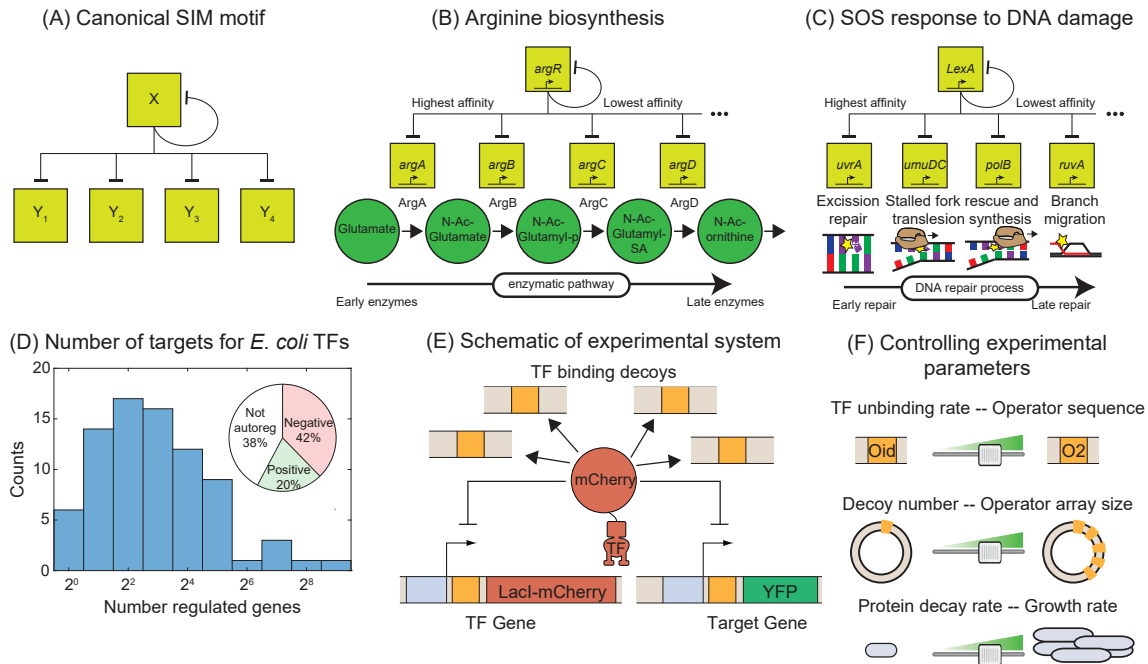 (A) Canonical SIM motif
X
Y1 Y2 Y3 Y4
(B) Arginine biosynthesis
argR
Highest affinity
Lowest affinity
argA argB argC argD
ArgA ArgB ArgC ArgD
Glutamate
N-Ac-
Glutamate
N-Ac-
Glutamyl-p
N-Ac-
Glutamyl-
SA
N-Ac-
ornithine
enzymatic pathway
Early enzymes
Late enzymes
(C) SOS response to DNA damage
LexA
Highest affinity
Lowest affinity
uvrA umuDC polB ruvA
Excission
repair
Stalled fork rescue and
translesion synthesis
Branch
migration
DNA repair process
Early repair
Late repair
(D) Number of targets for E. coli TFs
20
15
10
5
0
Counts
2^0 2^2 2^4 2^6 2^8
Number regulated genes
Not
autoreg
38%
Negative
42%
Positive
20%
(E) Schematic of experimental system
TF binding decoys
mCherry
TF
LacI-mCherry
YFP
TF Gene
Target Gene
(F) Controlling experimental
parameters
TF unbinding rate -- Operator sequence
Oid
O2
Decoy number -- Operator array size
Protein decay rate -- Growth rate